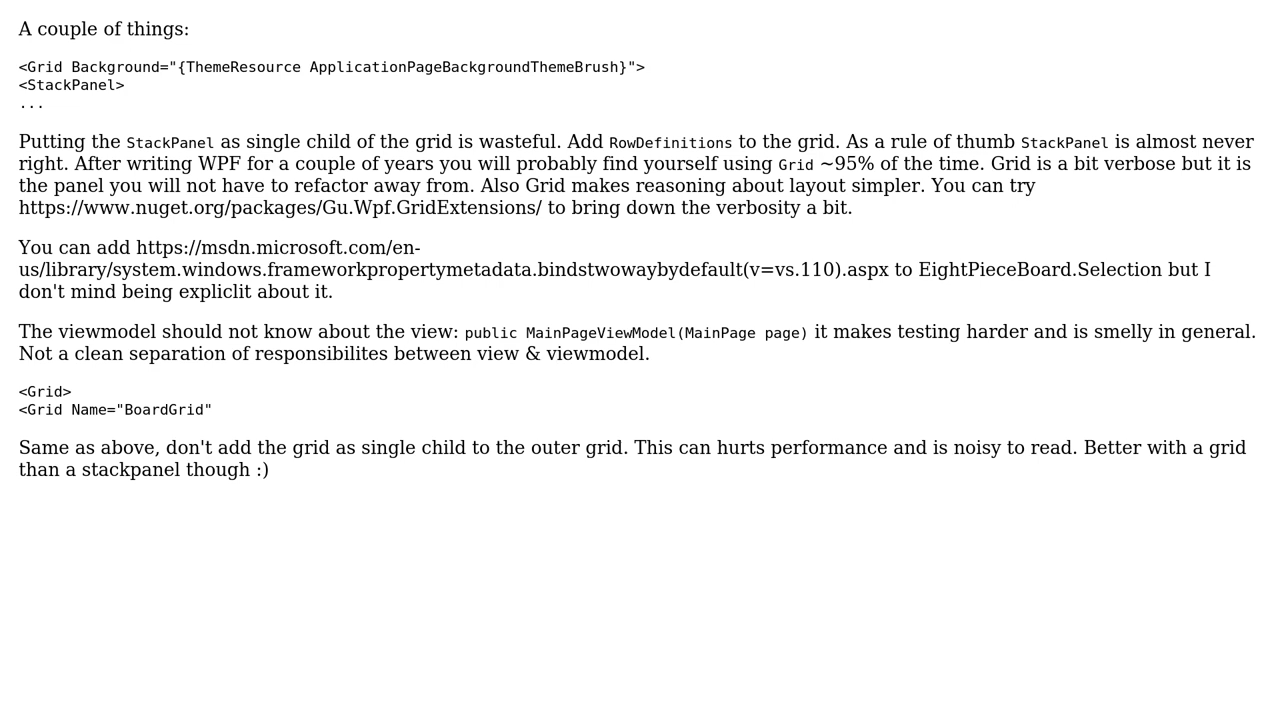 A couple of things:
<Grid Background="{ThemeResource ApplicationPageBackgroundThemeBrush}">
<StackPanel>
...
Putting the StackPanel as single child of the grid is wasteful. Add RowDefinitions to the grid. As a rule of thumb StackPanel is almost never
right. After writing WPF for a couple of years you will probably find yourself using Grid ~95% of the time. Grid is a bit verbose but it is
the panel you will not have to refactor away from. Also Grid makes reasoning about layout simpler. You can try
https://www.nuget.org/packages/Gu.Wpf.GridExtensions/ to bring down the verbosity a bit.
You can add https://msdn.microsoft.com/en-
us/library/system.windows.frameworkpropertymetadata.bindstwowaybydefault(v=vs.110).aspx to EightPieceBoard.Selection but I
don't mind being expliclit about it.
The viewmodel should not know about the view: public MainPageViewModel(MainPage page) it makes testing harder and is smelly in general.
Not a clean separation of responsibilites between view & viewmodel.
<Grid>
<Grid Name="BoardGrid"
Same as above, don't add the grid as single child to the outer grid. This can hurts performance and is noisy to read. Better with a grid
than a stackpanel though :)